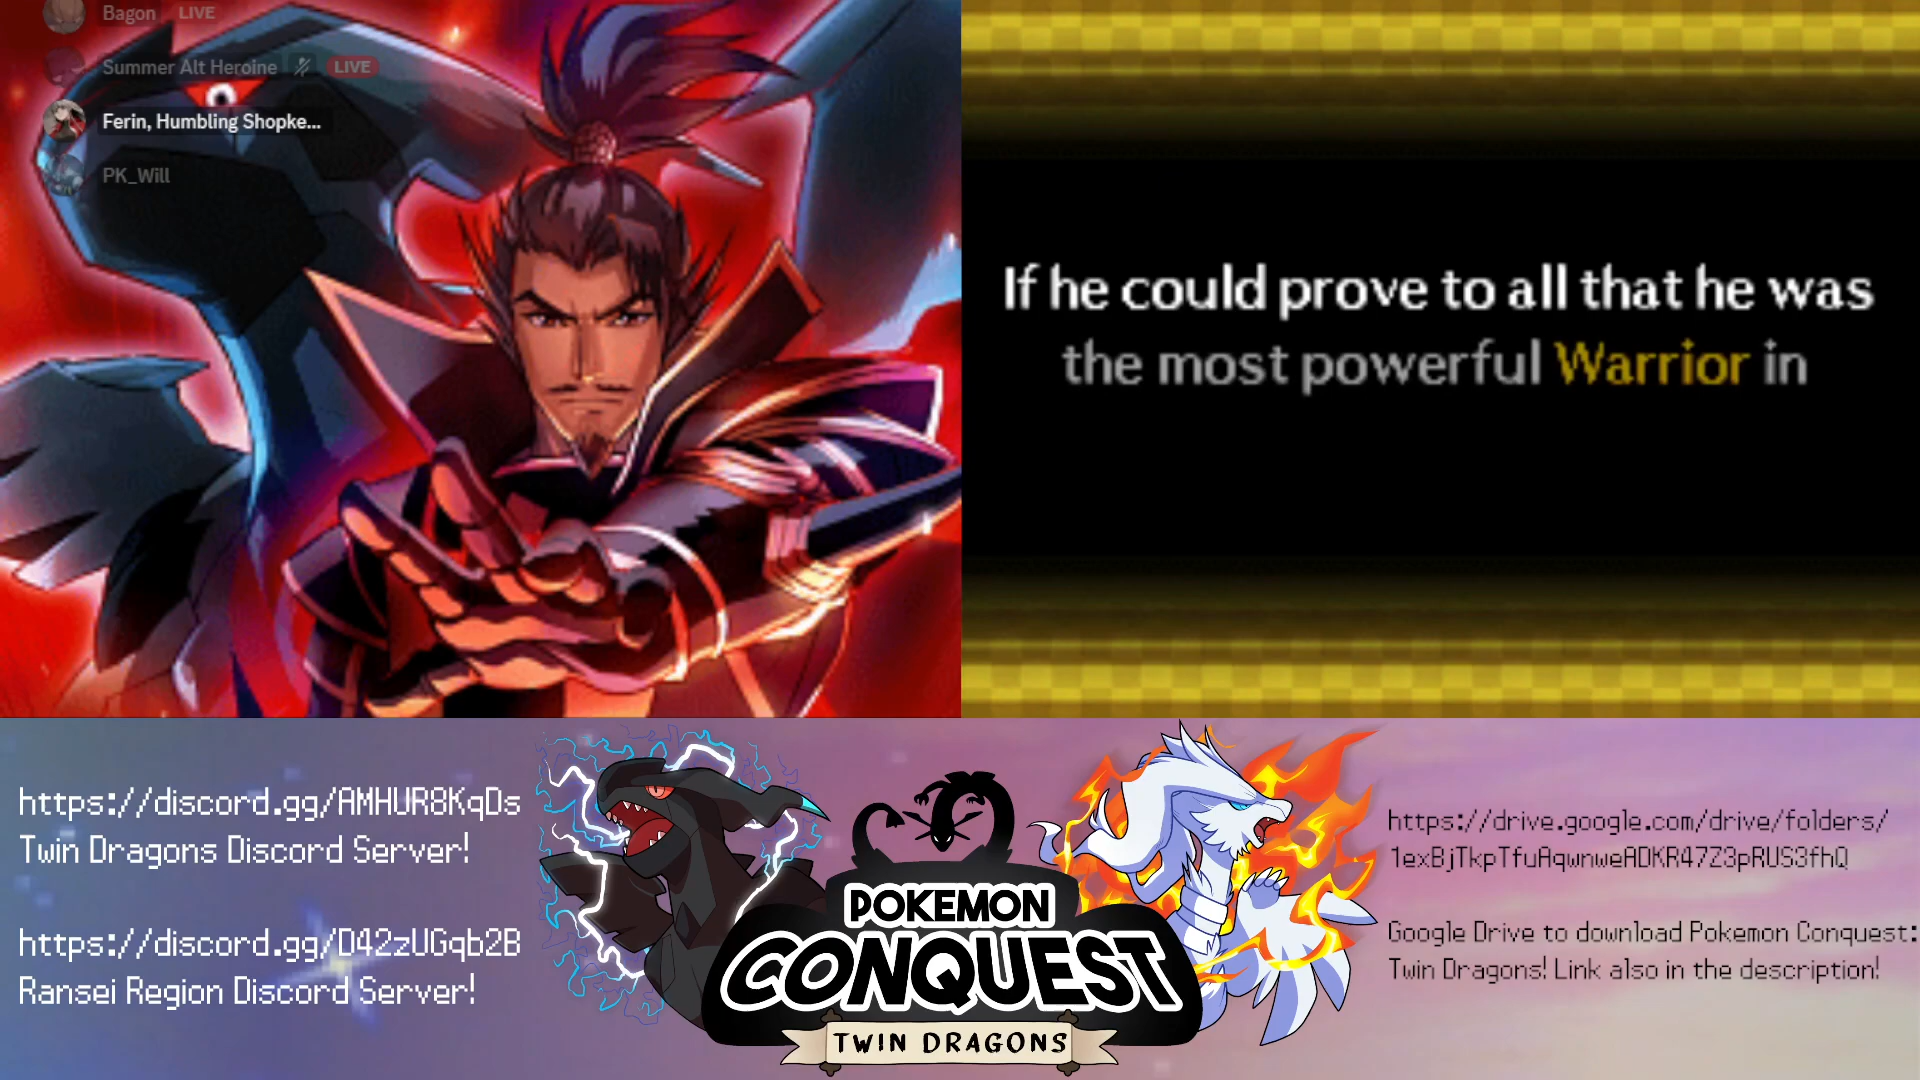 Bagon LIVE
Summer Alt Heroine LIVE
Ferin, Humbling Shopke...
PK_Will
If he could prove to all that he was
the most powerful Warrior in
https://discord.gg/AMHUR8KqDs
Twin Dragons Discord Server!
https://discord.gg/D42zUGqb2B
Ransei Region Discord Server!
POKEMON
CONQUEST
TWIN DRAGONS
https://drive.google.com/drive/folders/
1exBjTkpTfuAqwnweADKR47Z3pRUS3fhQ
Google Drive to download Pokemon Conquest:
Twin Dragons! Link also in the description!